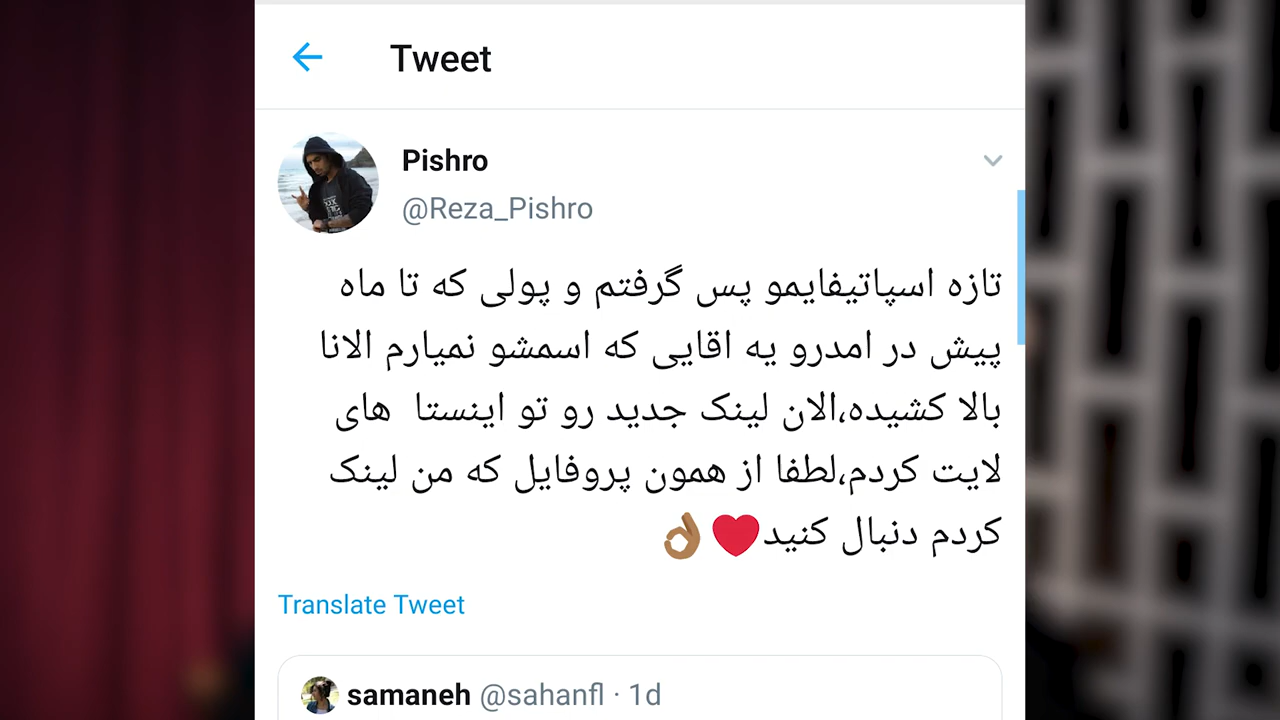 Tweet
Pishro
@Reza_Pishro
تازه اسپاتیفایمو پس گرفتم و پولی که تا ماه
پیش در امدرو یه اقایی که اسمشو نمیارم الانا
بالا کشیده،الان لینک جدید رو تو اینستا های
لایت کردم،لطفا از همون پروفایل که من لینک
کردم دنبال کنید❤️👌🏽
Translate Tweet
samaneh @sahanfl · 1d